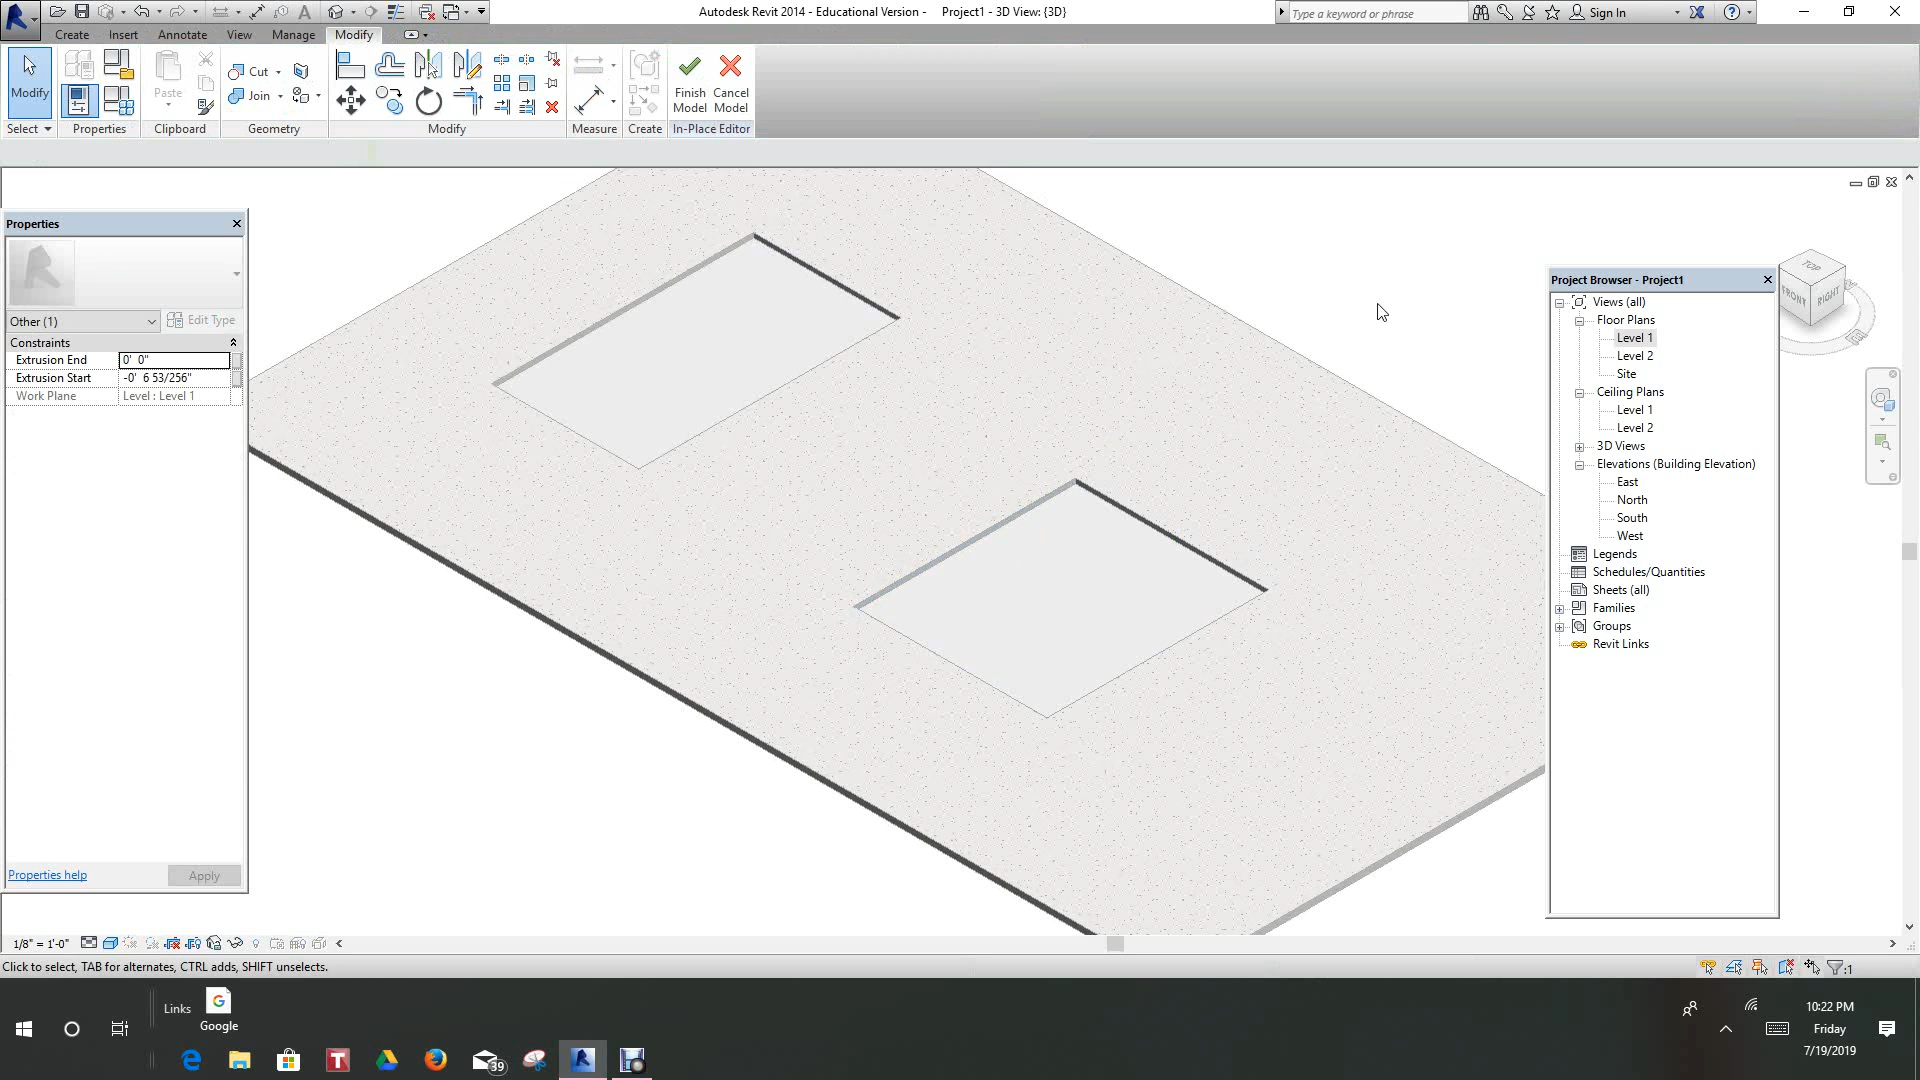 Autodesk Revit 2014 - Educational Version - Project1 - 3D View: {3D}
Type a keyword or phrase
Sign In
Create Insert Annotate View Manage Modify
Modify
Paste
Cut
Join
Finish Model
Cancel Model
Select Properties Clipboard Geometry Modify Measure Create In-Place Editor
Properties
Other (1)
Edit Type
Constraints
Extrusion End 0' 0"
Extrusion Start -0' 6 53/256"
Work Plane Level : Level 1
Properties help
Apply
TOP
FRONT
RIGHT
Project Browser - Project1
Views (all)
Floor Plans
Level 1
Level 2
Site
Ceiling Plans
Level 1
Level 2
3D Views
Elevations (Building Elevation)
East
North
South
West
Legends
Schedules/Quantities
Sheets (all)
Families
Groups
Revit Links
1/8" = 1'-0"
Click to select, TAB for alternates, CTRL adds, SHIFT unselects.
:1
Links
Google
39
10:22 PM
Friday
7/19/2019